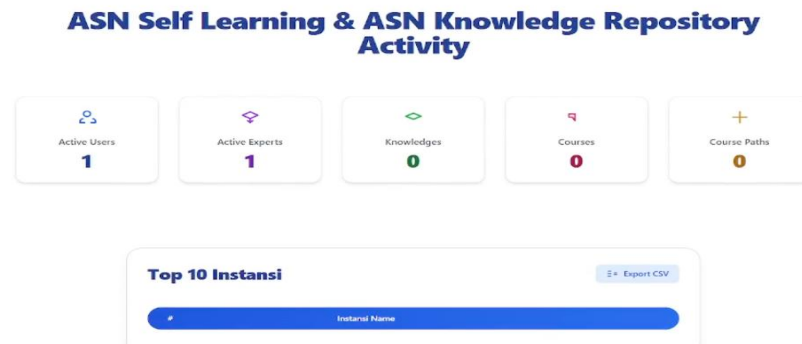 ASN Self Learning & ASN Knowledge Repository
Activity
Active Users
1
Active Experts
1
Knowledges
0
Courses
0
Course Paths
0
Top 10 Instansi
Export CSV
# Instansi Name